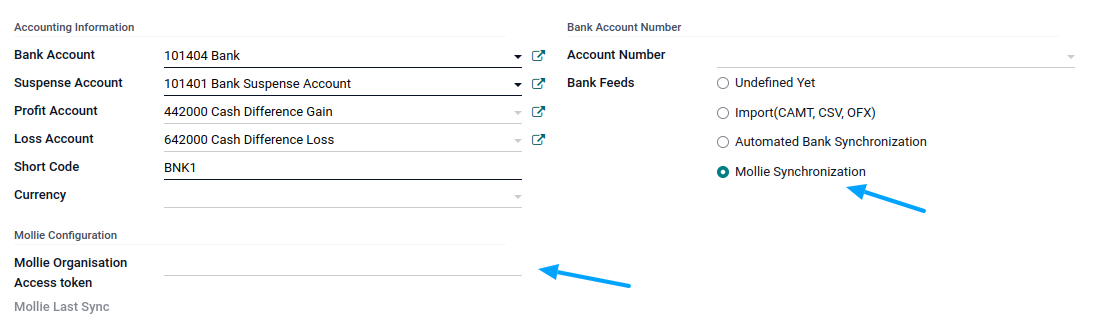 Accounting Information
Bank Account 101404 Bank
Suspense Account 101401 Bank Suspense Account
Profit Account 442000 Cash Difference Gain
Loss Account 642000 Cash Difference Loss
Short Code BNK1
Currency
Mollie Configuration
Mollie Organisation
Access token
Mollie Last Sync
Bank Account Number
Account Number
Bank Feeds Undefined Yet
Import(CAMT, CSV, OFX)
Automated Bank Synchronization
Mollie Synchronization